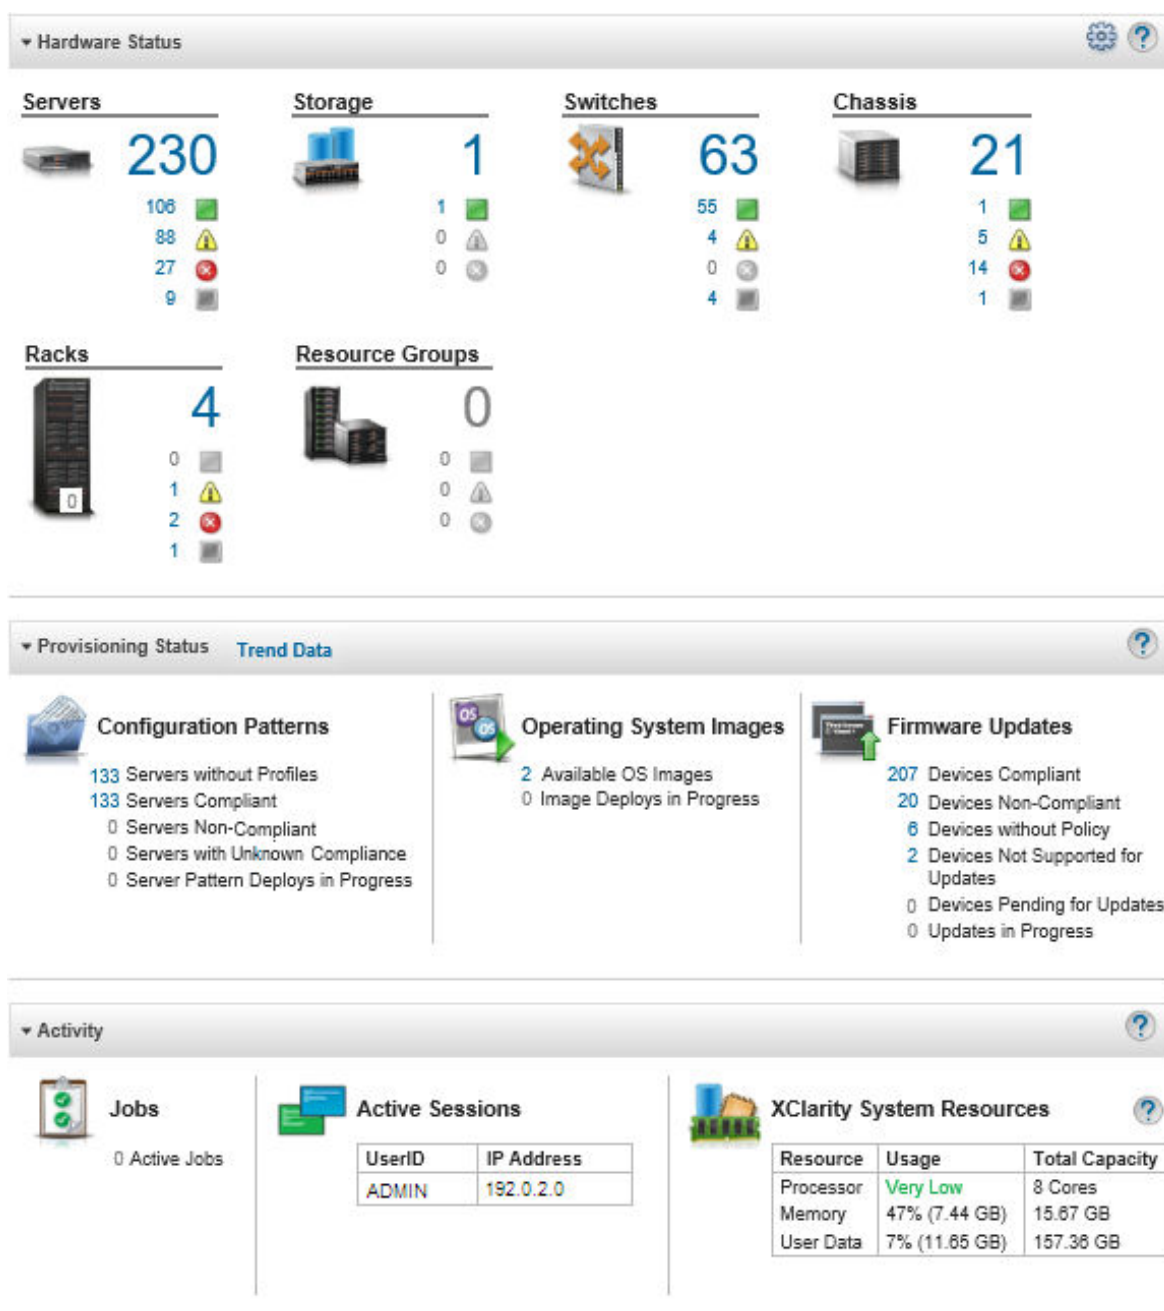 Hardware Status
Servers
230
106
88
27
9
Storage
1
1
0
0
Switches
63
55
4
0
4
Chassis
21
1
5
14
1
Racks
4
0
0
1
2
1
Resource Groups
0
0
0
0
Provisioning Status Trend Data
Configuration Patterns
133 Servers without Profiles
133 Servers Compliant
0 Servers Non-Compliant
0 Servers with Unknown Compliance
0 Server Pattern Deploys in Progress
OS
OS
Operating System Images
2 Available OS Images
0 Image Deploys in Progress
Firmware Updates
207 Devices Compliant
20 Devices Non-Compliant
6 Devices without Policy
2 Devices Not Supported for
Updates
0 Devices Pending for Updates
0 Updates in Progress
Activity
Jobs
0 Active Jobs
Active Sessions
UserID IP Address
ADMIN 192.0.2.0
XClarity System Resources
Resource Usage Total Capacity
Processor Very Low 8 Cores
Memory 47% (7.44 GB) 15.67 GB
User Data 7% (11.65 GB) 157.36 GB